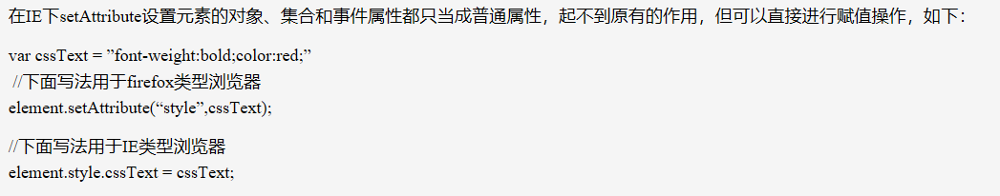 在IE下setAttribute设置元素的对象、集合和事件属性都只当成普通属性，起不到原有的作用，但可以直接进行赋值操作，如下：
var cssText = ”font-weight:bold;color:red;”
//下面写法用于firefox类型浏览器
element.setAttribute(“style”,cssText);
//下面写法用于IE类型浏览器
element.style.cssText = cssText;